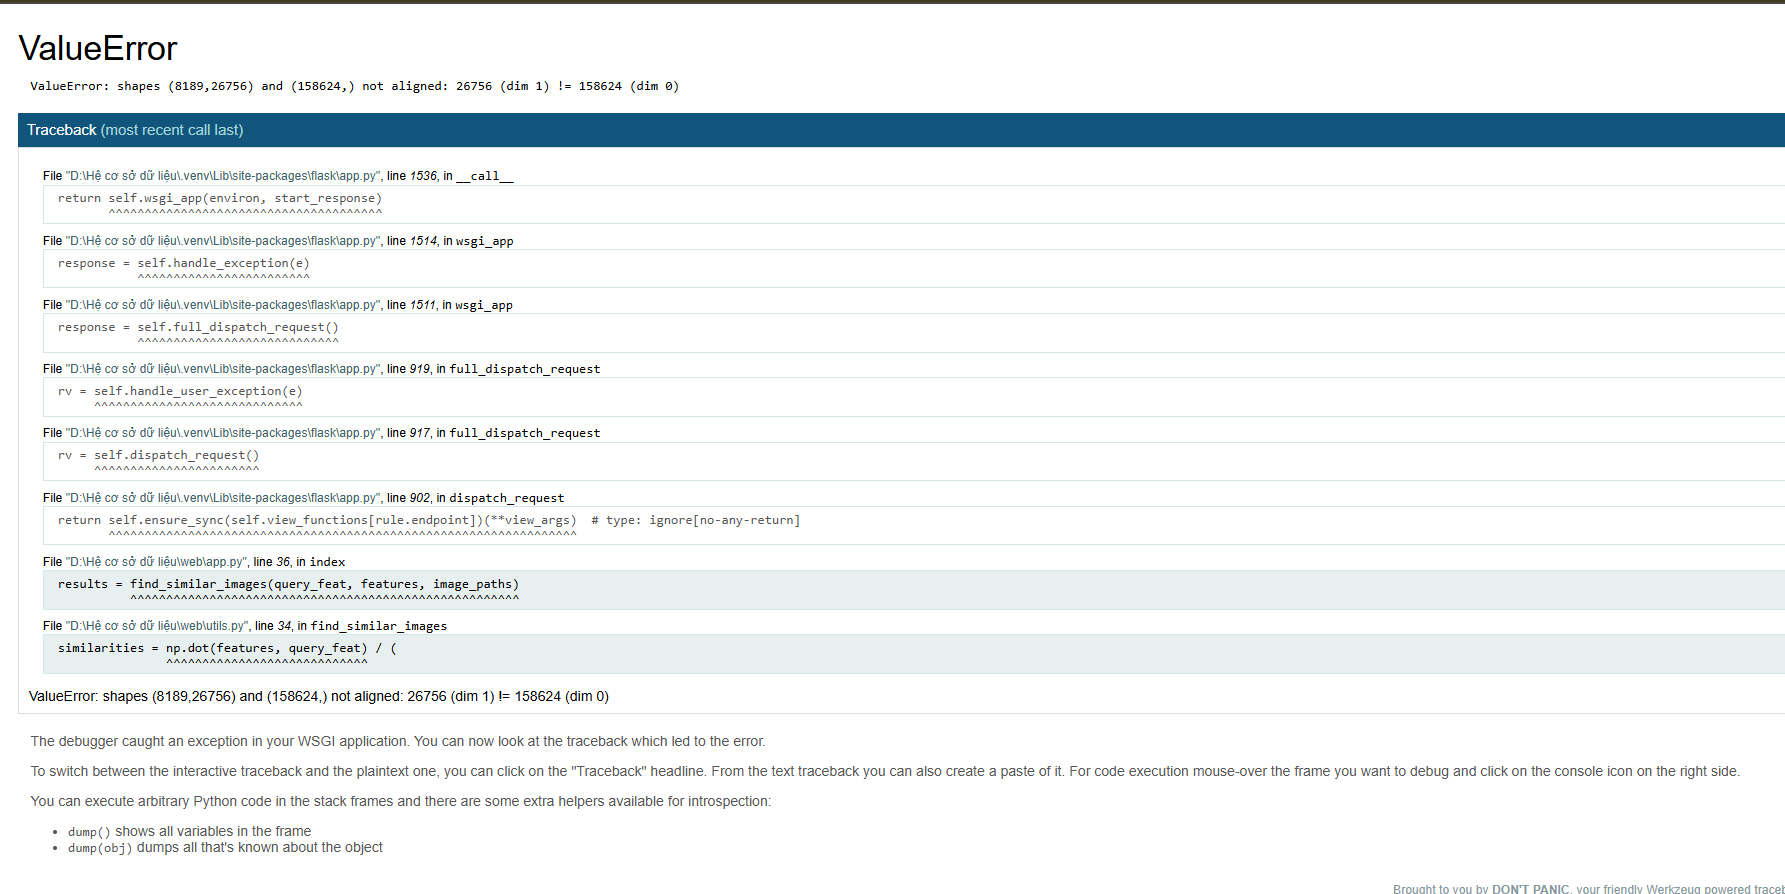 ValueError
ValueError: shapes (8189,26756) and (158624,) not aligned: 26756 (dim 1) != 158624 (dim 0)
Traceback (most recent call last)
File "D:\Hệ cơ sở dữ liệu\.venv\Lib\site-packages\flask\app.py", line 1536, in __call__
return self.wsgi_app(environ, start_response)
^^^^^^^^^^^^^^^^^^^^^^^^^^^^^^^^^^^^^^
File "D:\Hệ cơ sở dữ liệu\.venv\Lib\site-packages\flask\app.py", line 1514, in wsgi_app
response = self.handle_exception(e)
^^^^^^^^^^^^^^^^^^^^^^^^
File "D:\Hệ cơ sở dữ liệu\.venv\Lib\site-packages\flask\app.py", line 1511, in wsgi_app
response = self.full_dispatch_request()
^^^^^^^^^^^^^^^^^^^^^^^^^^^^
File "D:\Hệ cơ sở dữ liệu\.venv\Lib\site-packages\flask\app.py", line 919, in full_dispatch_request
rv = self.handle_user_exception(e)
^^^^^^^^^^^^^^^^^^^^^^^^^^^^^
File "D:\Hệ cơ sở dữ liệu\.venv\Lib\site-packages\flask\app.py", line 917, in full_dispatch_request
rv = self.dispatch_request()
^^^^^^^^^^^^^^^^^^^^^^^
File "D:\Hệ cơ sở dữ liệu\.venv\Lib\site-packages\flask\app.py", line 902, in dispatch_request
return self.ensure_sync(self.view_functions[rule.endpoint])(**view_args)  # type: ignore[no-any-return]
^^^^^^^^^^^^^^^^^^^^^^^^^^^^^^^^^^^^^^^^^^^^^^^^^^^^^^^^^^^^^^^^^
File "D:\Hệ cơ sở dữ liệu\web\app.py", line 36, in index
results = find_similar_images(query_feat, features, image_paths)
^^^^^^^^^^^^^^^^^^^^^^^^^^^^^^^^^^^^^^^^^^^^^^^^^^^^^^
File "D:\Hệ cơ sở dữ liệu\web\utils.py", line 34, in find_similar_images
similarities = np.dot(features, query_feat) / (
^^^^^^^^^^^^^^^^^^^^^^^^^^^^
ValueError: shapes (8189,26756) and (158624,) not aligned: 26756 (dim 1) != 158624 (dim 0)
The debugger caught an exception in your WSGI application. You can now look at the traceback which led to the error.
To switch between the interactive traceback and the plaintext one, you can click on the "Traceback" headline. From the text traceback you can also create a paste of it. For code execution mouse-over the frame you want to debug and click on the console icon on the right side.
You can execute arbitrary Python code in the stack frames and there are some extra helpers available for introspection:
• dump() shows all variables in the frame
• dump(obj) dumps all that's known about the object
Brought to you by DON'T PANIC, your friendly Werkzeug powered traceb